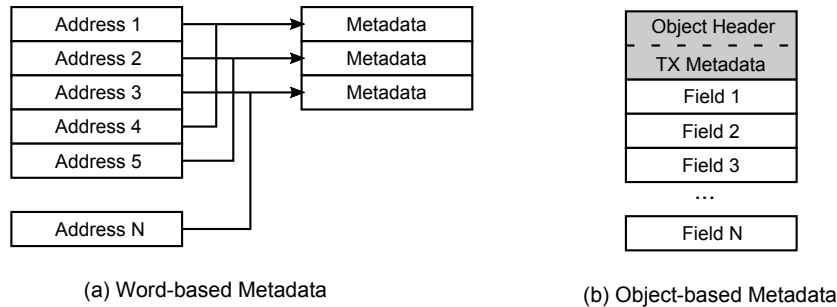 Address 1
Address 2
Address 3
Address 4
Address 5
Address N
Metadata
Metadata
Metadata
(a) Word-based Metadata
Object Header
TX Metadata
Field 1
Field 2
Field 3
...
Field N
(b) Object-based Metadata